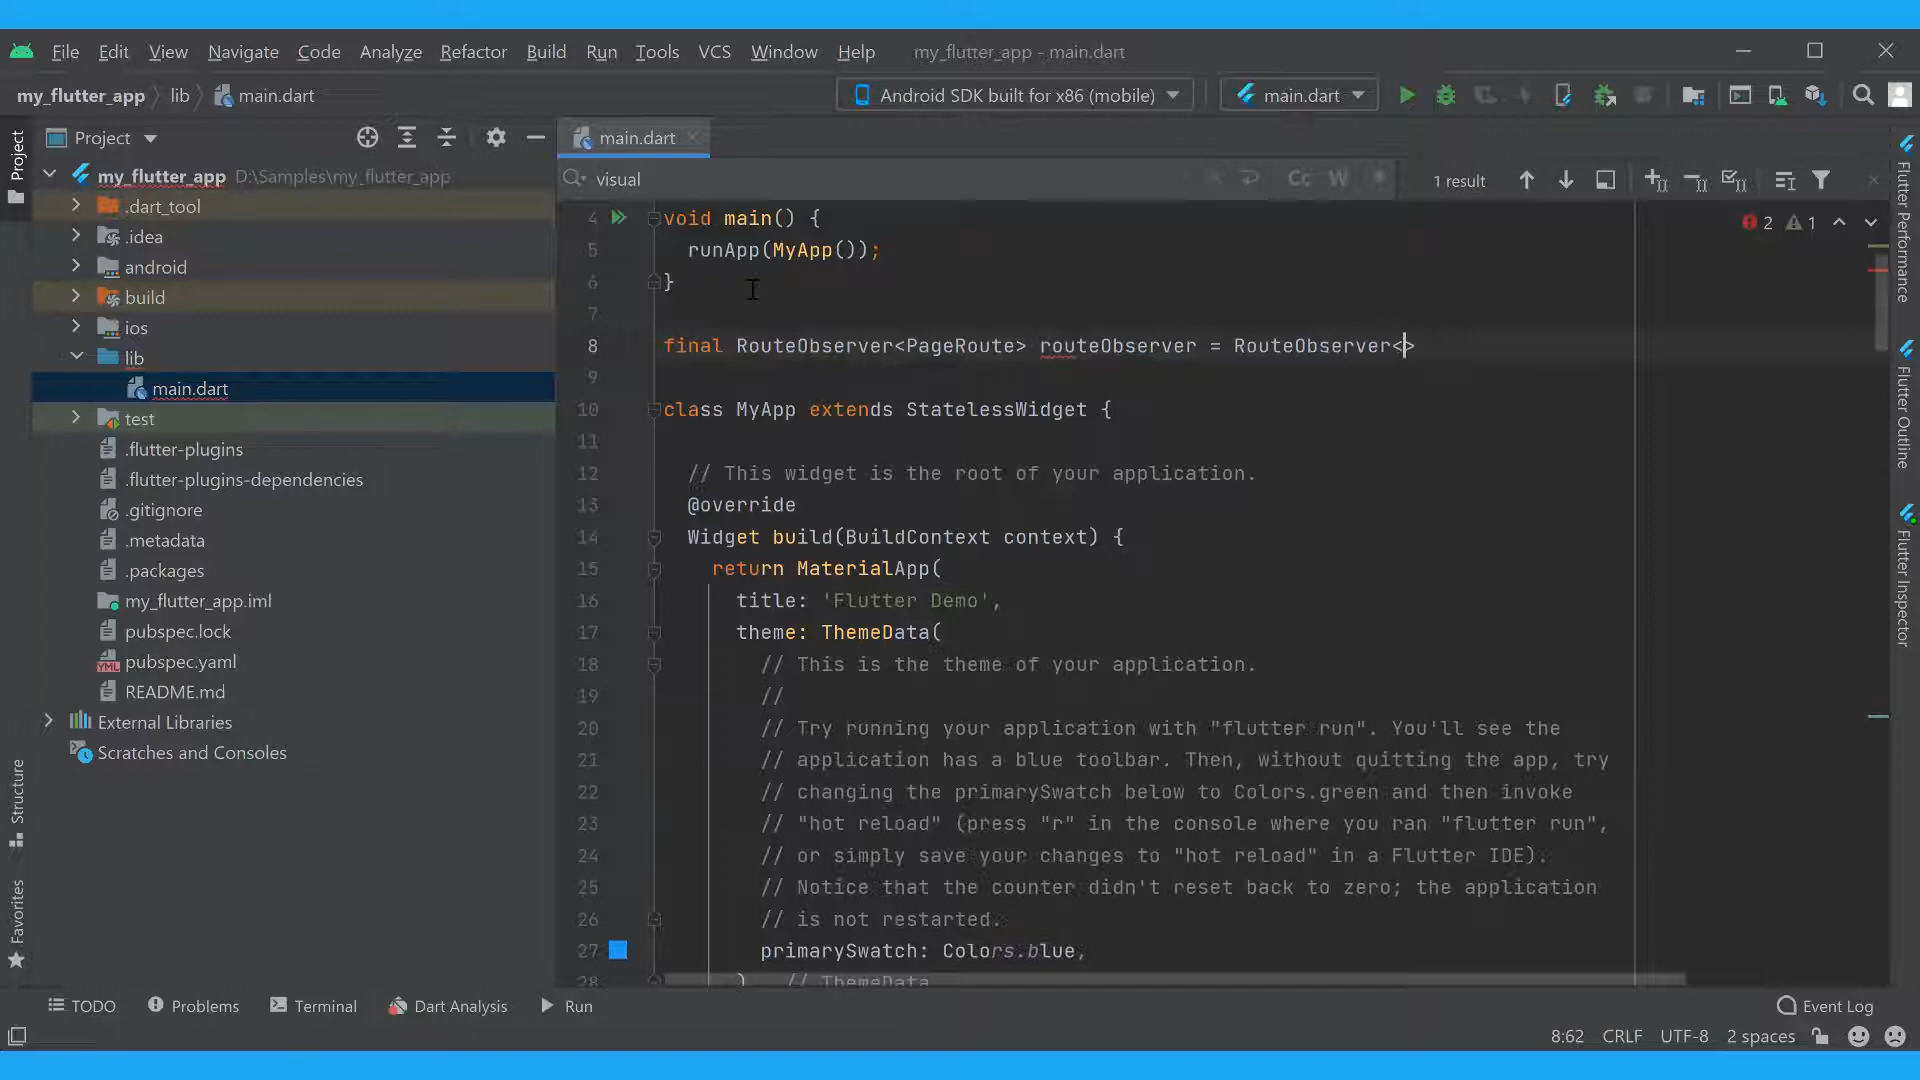 File Edit View Navigate Code Analyze Refactor Build Run Tools VCS Window Help my_flutter_app - main.dart
my_flutter_app lib main.dart Android SDK built for x86 (mobile) main.dart
Project Project main.dart
visual Cc W 1 result
my_flutter_app D:\Samples\my_flutter_app
.dart_tool
.idea
android
build
ios
lib
main.dart
test
.flutter-plugins
.flutter-plugins-dependencies
.gitignore
.metadata
.packages
my_flutter_app.iml
pubspec.lock
pubspec.yaml
README.md
External Libraries
Scratches and Consoles
Structure
Favorites
2 1
4 void main() {
5 runApp(MyApp());
6 }
7
8 final RouteObserver<PageRoute> routeObserver = RouteObserver<>
9
10 class MyApp extends StatelessWidget {
11
12 // This widget is the root of your application.
13 @override
14 Widget build(BuildContext context) {
15 return MaterialApp(
16 title: 'Flutter Demo',
17 theme: ThemeData(
18 // This is the theme of your application.
19 //
20 // Try running your application with "flutter run". You'll see the
21 // application has a blue toolbar. Then, without quitting the app, try
22 // changing the primarySwatch below to Colors.green and then invoke
23 // "hot reload" (press "r" in the console where you ran "flutter run",
24 // or simply save your changes to "hot reload" in a Flutter IDE).
25 // Notice that the counter didn't reset back to zero; the application
26 // is not restarted.
27 primarySwatch: Colors.blue,
28 ) // ThemeData
Flutter Performance
Flutter Outline
Flutter Inspector
TODO Problems Terminal Dart Analysis Run Event Log
8:62 CRLF UTF-8 2 spaces